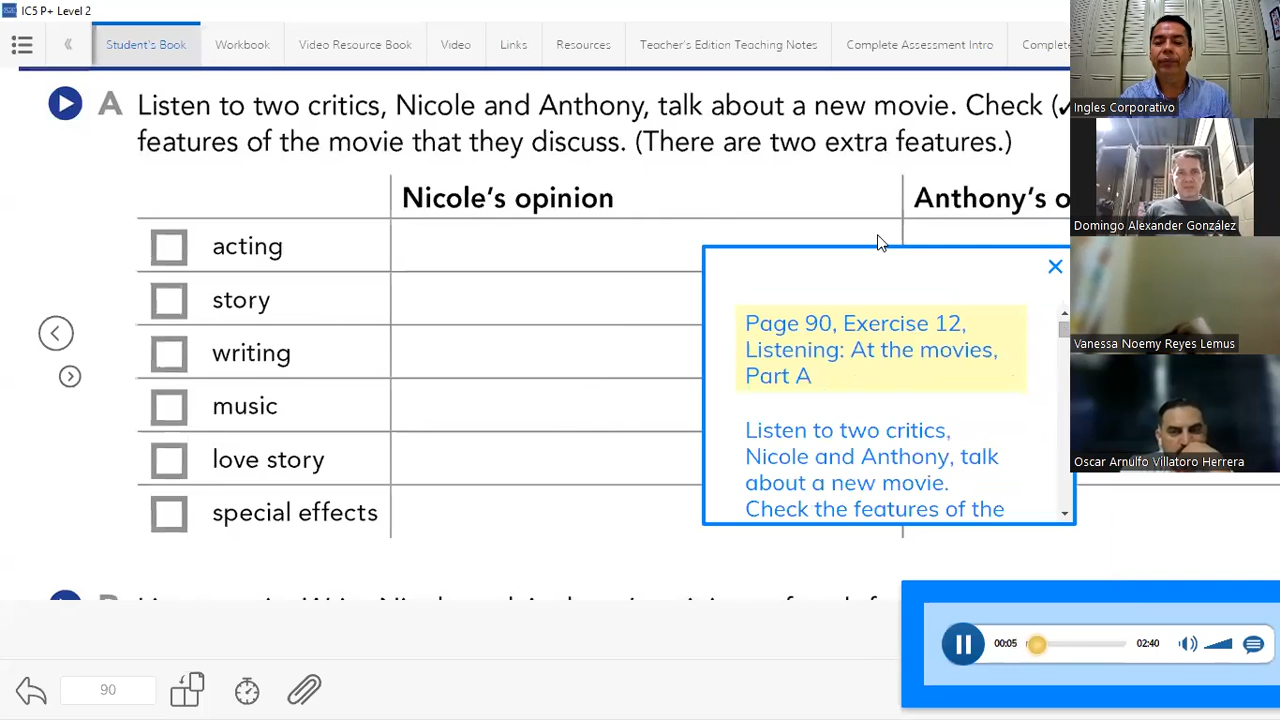 IC5 P+ Level 2
Student's Book
Workbook
Video Resource Book
Video
Links
Resources
Teacher's Edition Teaching Notes
Complete Assessment Intro
Complete
A Listen to two critics, Nicole and Anthony, talk about a new movie. Check (✓
features of the movie that they discuss. (There are two extra features.)
Nicole's opinion
Anthony's o
acting
story
writing
music
love story
special effects
Page 90, Exercise 12,
Listening: At the movies,
Part A
Listen to two critics,
Nicole and Anthony, talk
about a new movie.
Check the features of the
Ingles Corporativo
Domingo Alexander González
Vanessa Noemy Reyes Lemus
Oscar Arnulfo Villatoro Herrera
00:05
02:40
90